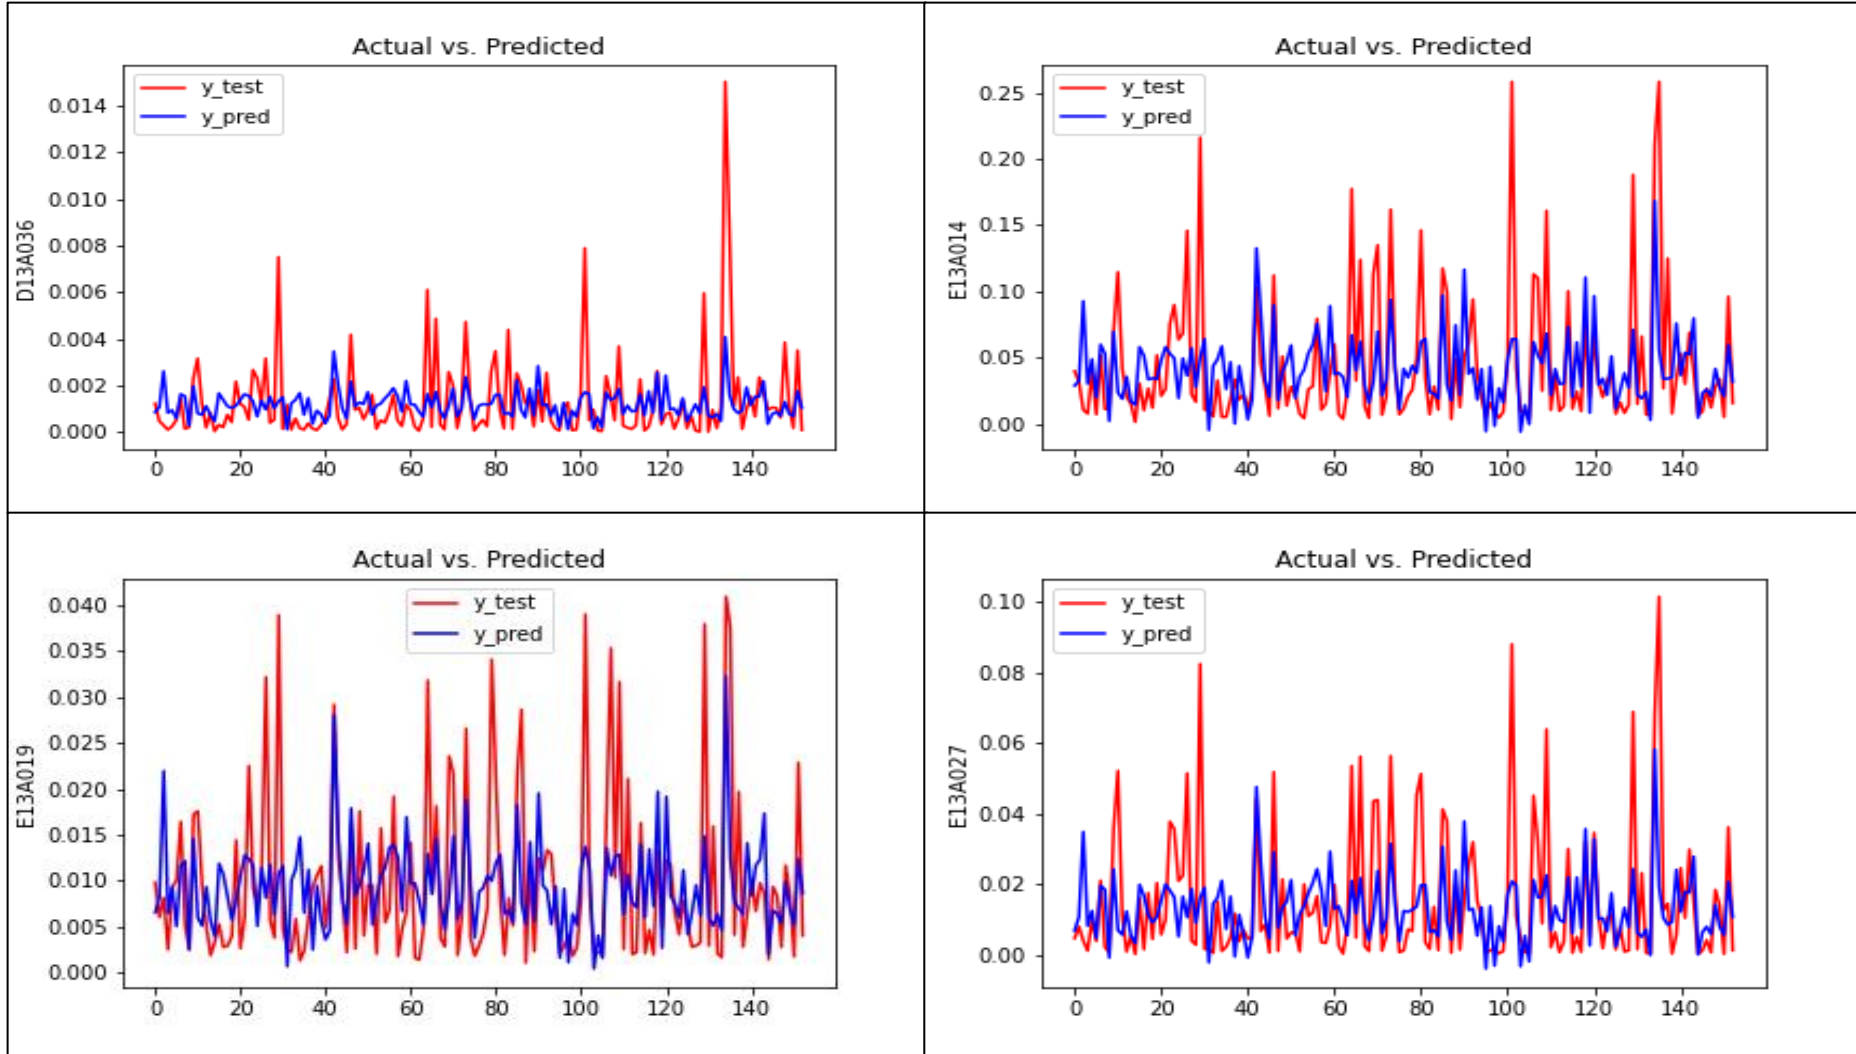 Actual vs. Predicted
y_test
y_pred
D13A036
0.014
0.012
0.010
0.008
0.006
0.004
0.002
0.000
0 20 40 60 80 100 120 140
Actual vs. Predicted
y_test
y_pred
E13A014
0.25
0.20
0.15
0.10
0.05
0.00
0 20 40 60 80 100 120 140
Actual vs. Predicted
y_test
y_pred
E13A019
0.040
0.035
0.030
0.025
0.020
0.015
0.010
0.005
0.000
0 20 40 60 80 100 120 140
Actual vs. Predicted
y_test
y_pred
E13A027
0.10
0.08
0.06
0.04
0.02
0.00
0 20 40 60 80 100 120 140